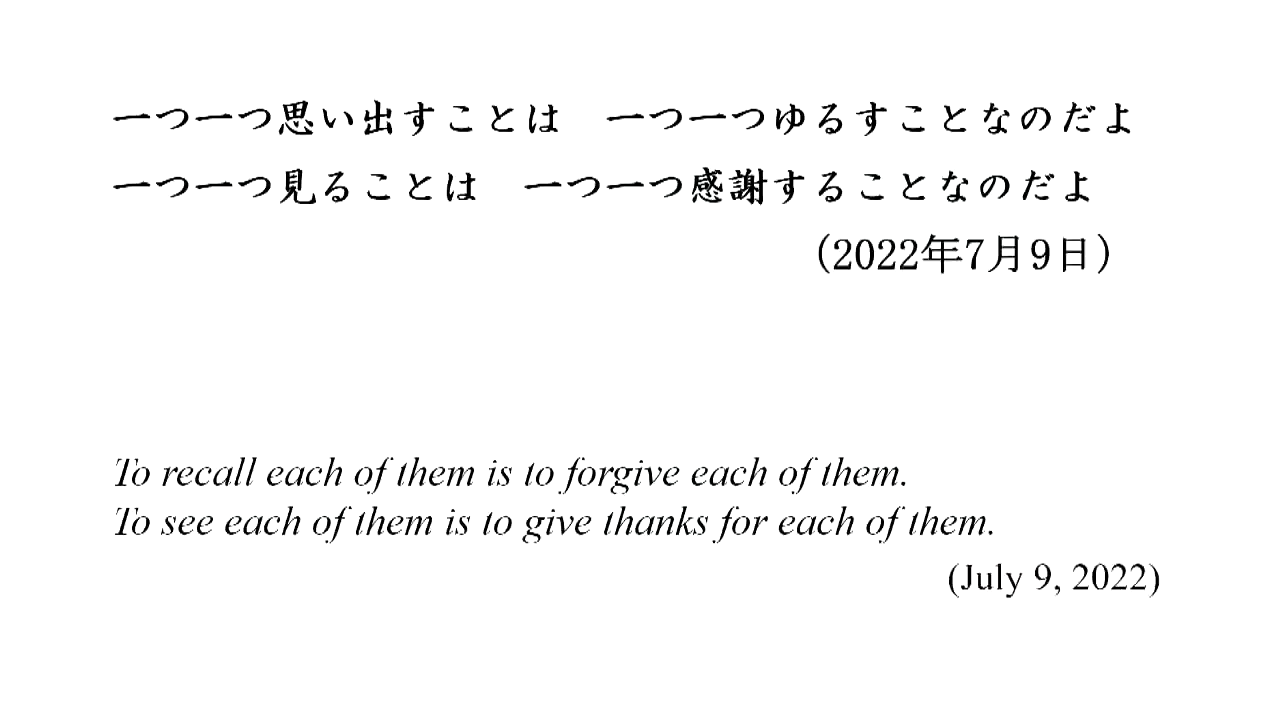 一つ一つ思い出すことは　一つ一つゆるすことなのだよ
一つ一つ見ることは　一つ一つ感謝することなのだよ
（2022年7月9日）
To recall each of them is to forgive each of them.
To see each of them is to give thanks for each of them.
(July 9, 2022)